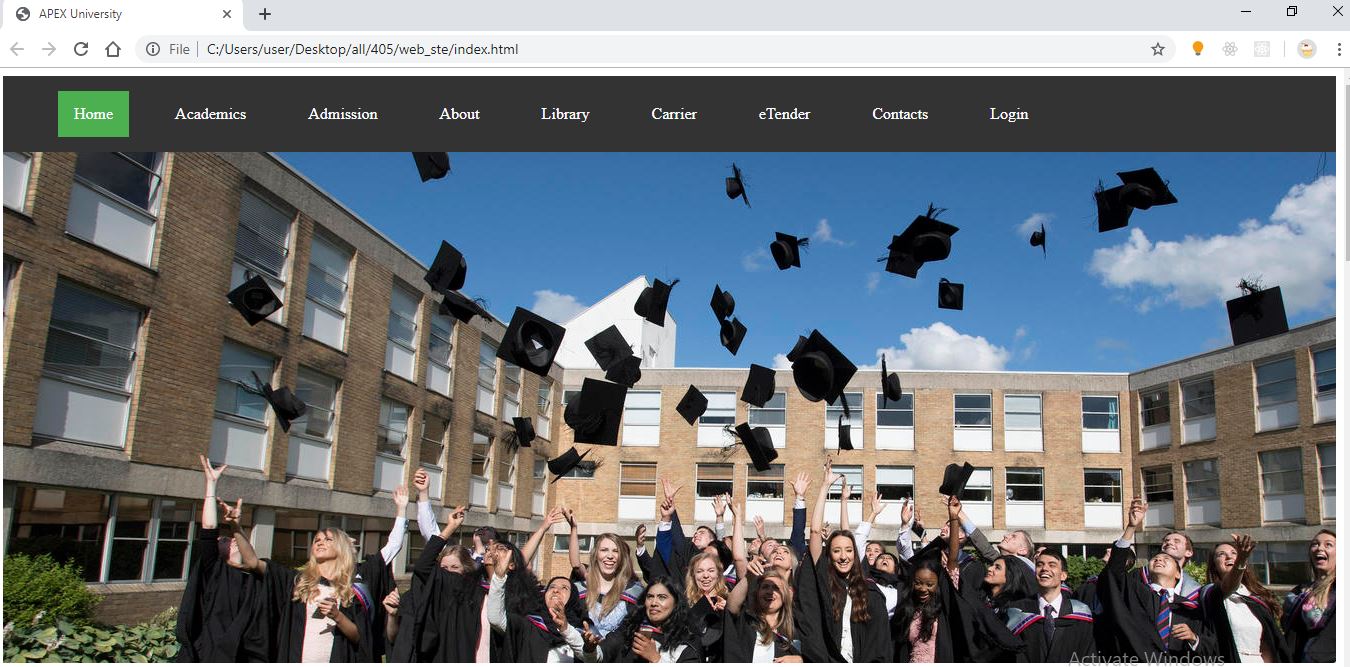 APEX University
File C:/Users/user/Desktop/all/405/web_ste/index.html
Home Academics Admission About Library Carrier eTender Contacts Login
Activate Windows